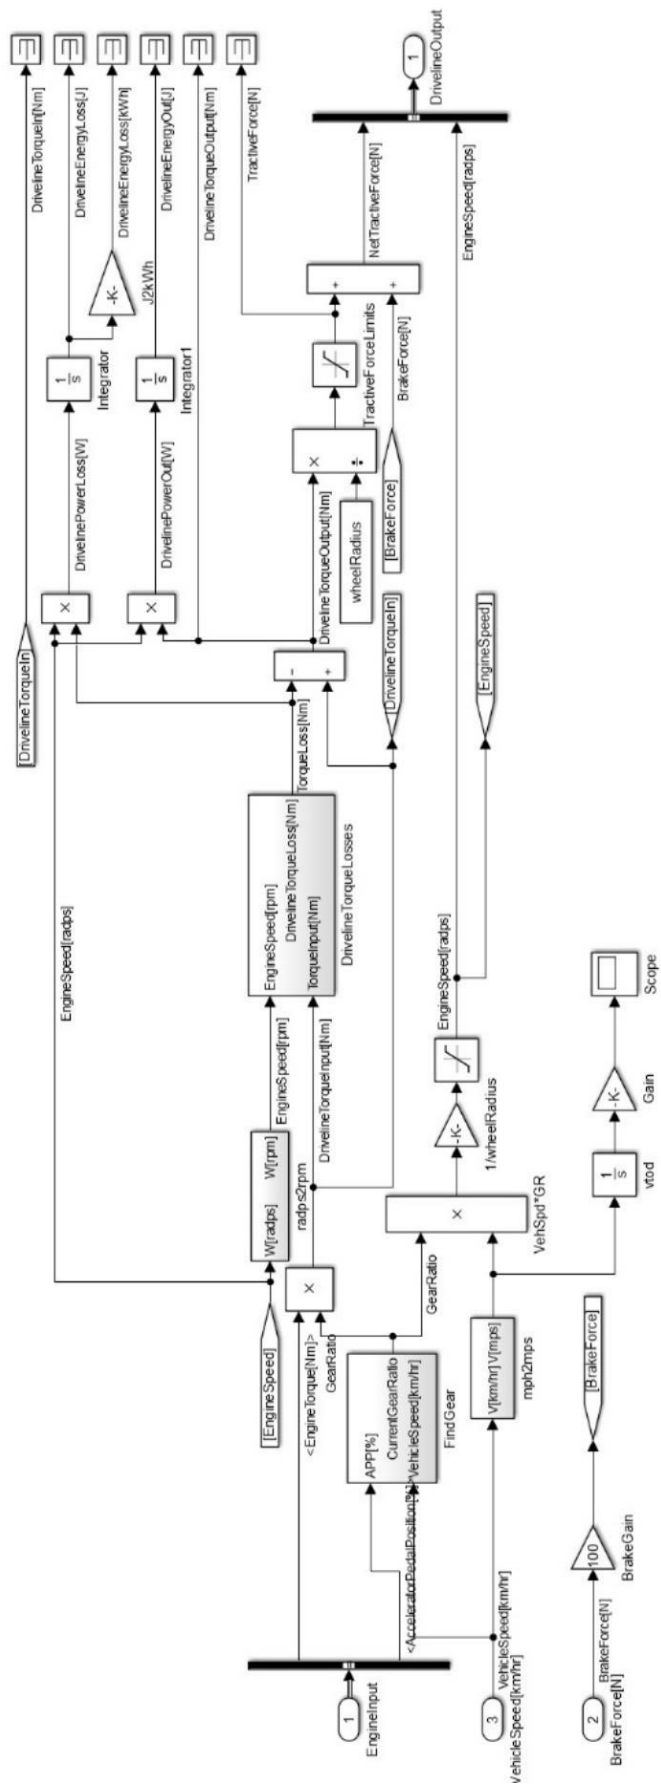 1
EngineInput
3
VehicleSpeed[km/hr]
VehicleSpeed[km/hr]
2
BrakeForce[N]
BrakeForce[N]
100
BrakeGain
[BrakeForce]
<EngineTorque[Nm]>
<AcceleratorPedalPosition[%]>
APP[%]
CurrentGearRatio
VehicleSpeed[km/hr]
FindGear
GearRatio
GearRatio
V[km/hr] V[mps]
mph2mps
[EngineSpeed]
×
W[radps] W[rpm]
radps2rpm
EngineSpeed[rpm]
DrivelineTorqueInput[Nm]
EngineSpeed[radps]
×
VehSpd*GR
-K-
1/wheelRadius
EngineSpeed[radps]
1
s
vtod
-K-
Gain
Scope
EngineSpeed[rpm]
DrivelineTorqueLoss[Nm]
TorqueInput[Nm]
DrivelineTorqueLosses
TorqueLoss[Nm]
−
+
[DrivelineTorqueIn]
[DrivelineTorqueIn]
[EngineSpeed]
×
×
DrivelinePowerLoss[W]
DrivelinePowerOut[W]
DrivelineTorqueOutput[Nm]
wheelRadius
×
÷
[BrakeForce]
BrakeForce[N]
TractiveForceLimits
1
s
Integrator
1
s
Integrator1
-K-
J2kWh
+
+
NetTractiveForce[N]
EngineSpeed[radps]
DrivelineTorqueIn[Nm]
DrivelineEnergyLoss[J]
DrivelineEnergyLoss[kWh]
DrivelineEnergyOut[J]
DrivelineTorqueOutput[Nm]
TractiveForce[N]
1
DrivelineOutput